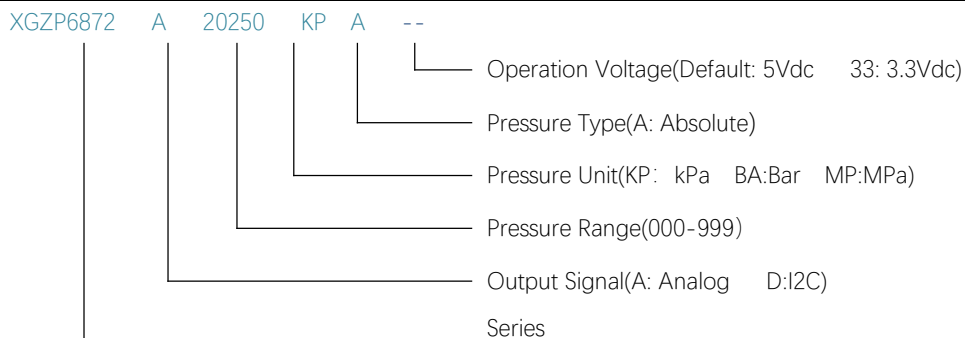 XGZP6872 A 20250 KP A --
Operation Voltage(Default: 5Vdc 33: 3.3Vdc)
Pressure Type(A: Absolute)
Pressure Unit(KP: kPa BA:Bar MP:MPa)
Pressure Range(000-999)
Output Signal(A: Analog D:I2C)
Series